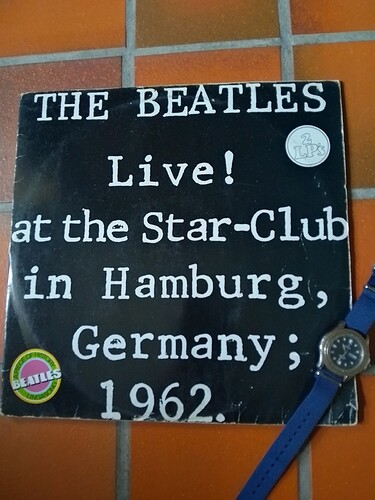 THE BEATLES
2
LP's
Live!
at the Star-Club
in Hamburg,
Germany;
BEATLES
1962.